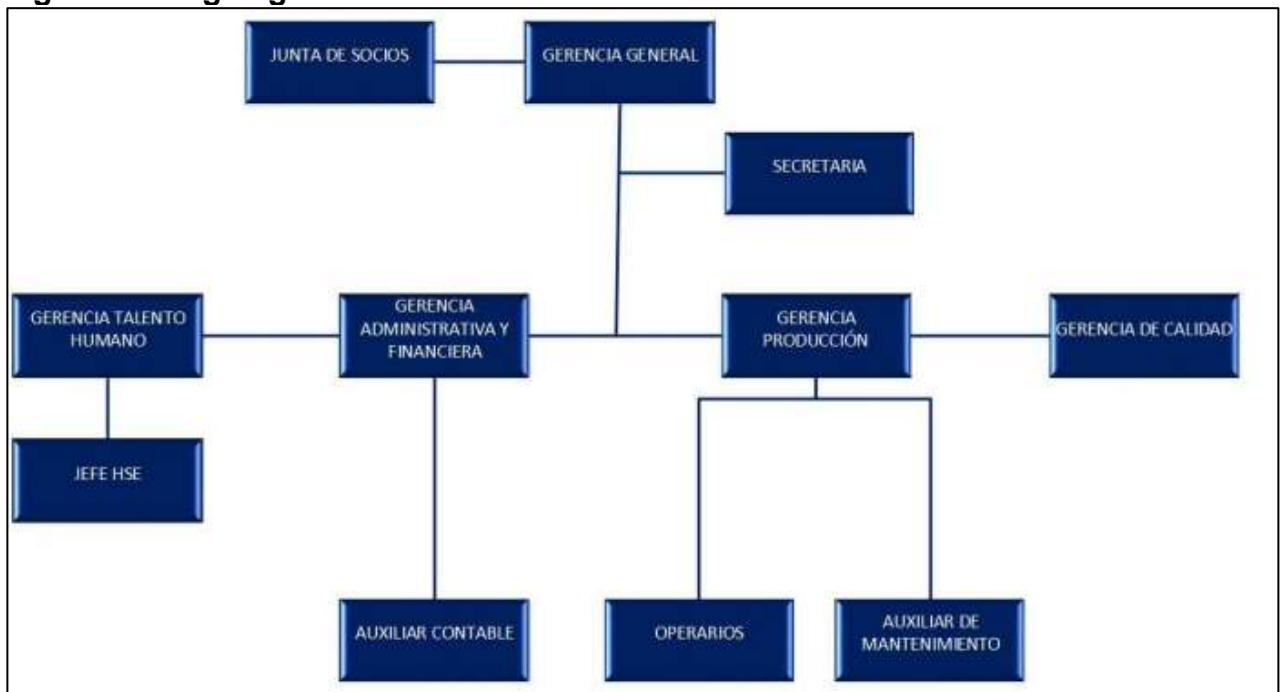 JUNTA DE SOCIOS
GERENCIA GENERAL
SECRETARIA
GERENCIA TALENTO
HUMANO
GERENCIA
ADMINISTRATIVA Y
FINANCIERA
GERENCIA
PRODUCCIÓN
GERENCIA DE CALIDAD
JEFE HSE
AUXILIAR CONTABLE
OPERARIOS
AUXILIAR DE
MANTENIMIENTO